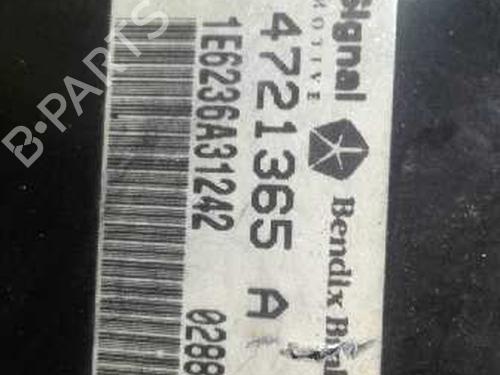 Signal
MOTIVE
Bendix B
4721365 A
1E6236A31242
0288
B-PARTS